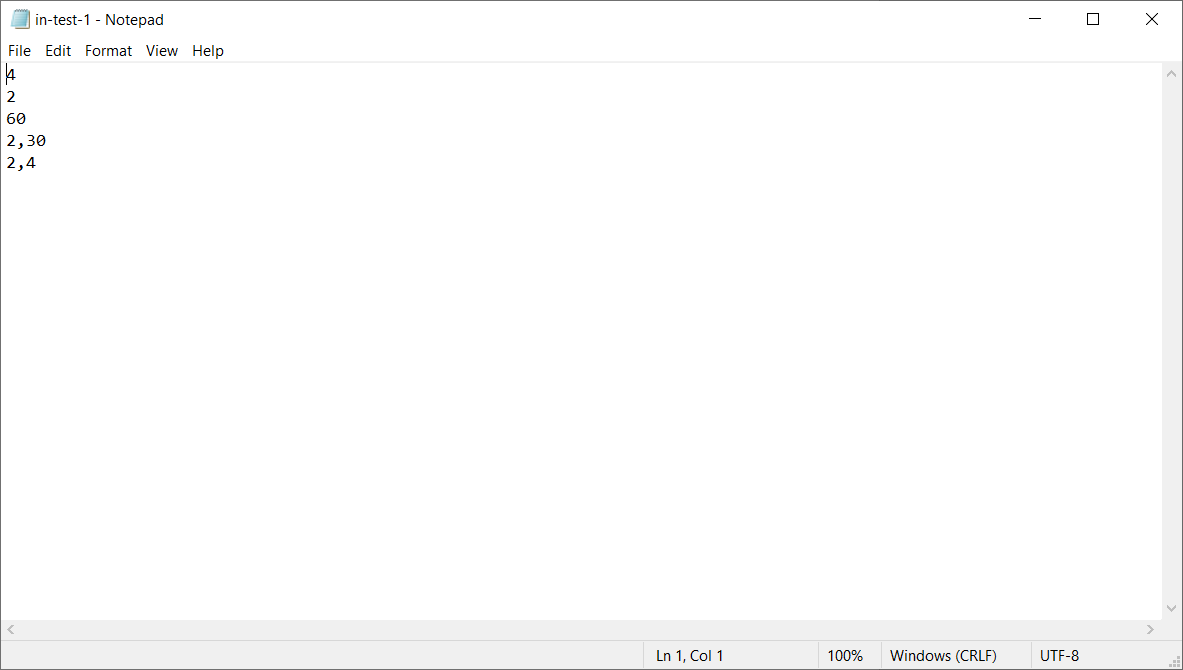 in-test-1 - Notepad
File Edit Format View Help
4
2
60
2,30
2,4
Ln 1, Col 1 100% Windows (CRLF) UTF-8